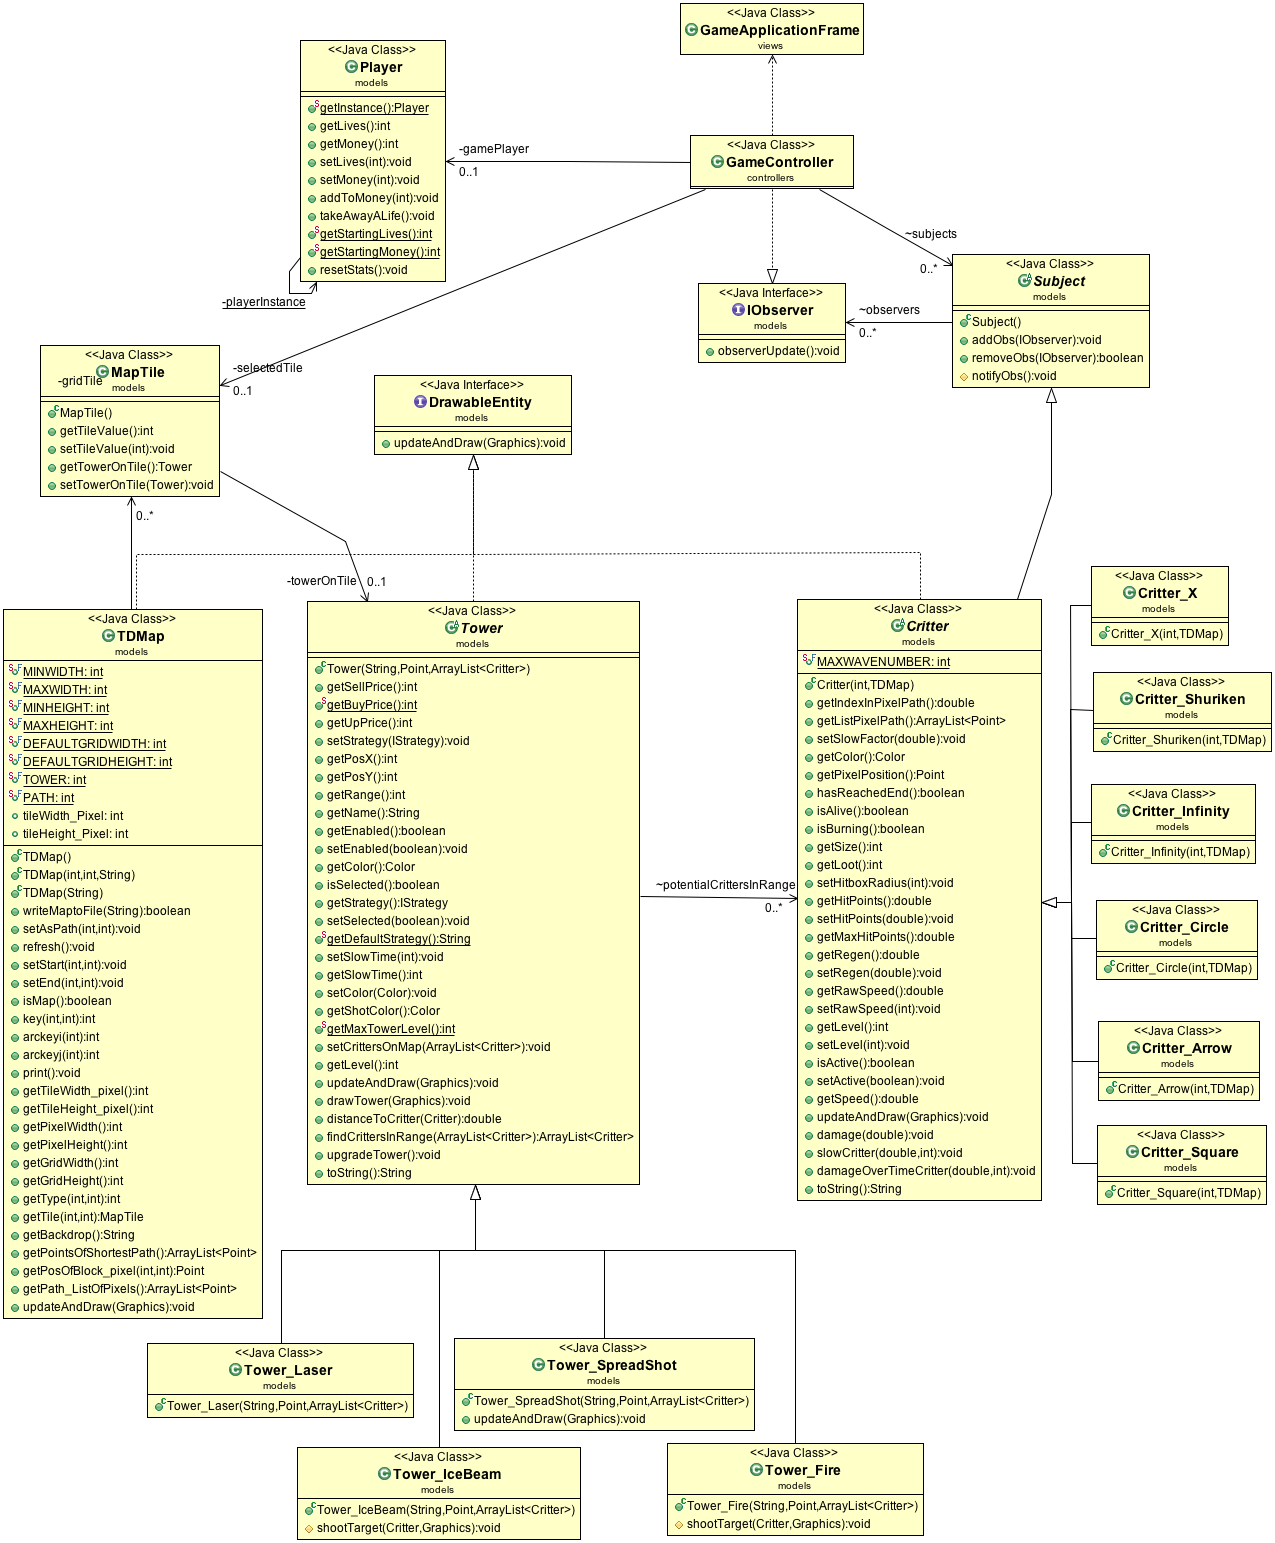 <<Java Class>>
GameApplicationFrame
views
<<Java Class>>
Player
models
getInstance():Player
getLives():int
getMoney():int
setLives(int):void
setMoney(int):void
addToMoney(int):void
takeAwayALife():void
getStartingLives():int
getStartingMoney():int
resetStats():void
-playerInstance
-gamePlayer
0..1
<<Java Class>>
GameController
controllers
~subjects
0..*
<<Java Class>>
Subject
models
Subject()
addObs(IObserver):void
removeObs(IObserver):boolean
notifyObs():void
<<Java Interface>>
IObserver
models
observerUpdate():void
~observers
0..*
-selectedTile
0..1
<<Java Class>>
MapTile
models
-gridTile
MapTile()
getTileValue():int
setTileValue(int):void
getTowerOnTile():Tower
setTowerOnTile(Tower):void
0..*
<<Java Interface>>
DrawableEntity
models
updateAndDraw(Graphics):void
-towerOnTile
0..1
<<Java Class>>
TDMap
models
MINWIDTH: int
MAXWIDTH: int
MINHEIGHT: int
MAXHEIGHT: int
DEFAULTGRIDWIDTH: int
DEFAULTGRIDHEIGHT: int
TOWER: int
PATH: int
tileWidth_Pixel: int
tileHeight_Pixel: int
TDMap()
TDMap(int,int,String)
TDMap(String)
writeMaptoFile(String):boolean
setAsPath(int,int):void
refresh():void
setStart(int,int):void
setEnd(int,int):void
isMap():boolean
key(int,int):int
arckeyi(int):int
arckeyj(int):int
print():void
getTileWidth_pixel():int
getTileHeight_pixel():int
getPixelWidth():int
getPixelHeight():int
getGridWidth():int
getGridHeight():int
getType(int,int):int
getTile(int,int):MapTile
getBackdrop():String
getPointsOfShortestPath():ArrayList<Point>
getPosOfBlock_pixel(int,int):Point
getPath_ListOfPixels():ArrayList<Point>
updateAndDraw(Graphics):void
<<Java Class>>
Tower
models
Tower(String,Point,ArrayList<Critter>)
getSellPrice():int
getBuyPrice():int
getUpPrice():int
setStrategy(IStrategy):void
getPosX():int
getPosY():int
getRange():int
getName():String
getEnabled():boolean
setEnabled(boolean):void
getColor():Color
isSelected():boolean
getStrategy():IStrategy
setSelected(boolean):void
getDefaultStrategy():String
setSlowTime(int):void
getSlowTime():int
setColor(Color):void
getShotColor():Color
getMaxTowerLevel():int
setCrittersOnMap(ArrayList<Critter>):void
getLevel():int
updateAndDraw(Graphics):void
drawTower(Graphics):void
distanceToCritter(Critter):double
findCrittersInRange(ArrayList<Critter>):ArrayList<Critter>
upgradeTower():void
toString():String
~potentialCrittersInRange
0..*
<<Java Class>>
Critter
models
MAXWAVENUMBER: int
Critter(int,TDMap)
getIndexInPixelPath():double
getListPixelPath():ArrayList<Point>
setSlowFactor(double):void
getColor():Color
getPixelPosition():Point
hasReachedEnd():boolean
isAlive():boolean
isBurning():boolean
getSize():int
getLoot():int
setHitboxRadius(int):void
getHitPoints():double
setHitPoints(double):void
getMaxHitPoints():double
getRegen():double
setRegen(double):void
getRawSpeed():double
setRawSpeed(int):void
getLevel():int
setLevel(int):void
isActive():boolean
setActive(boolean):void
getSpeed():double
updateAndDraw(Graphics):void
damage(double):void
slowCritter(double,int):void
damageOverTimeCritter(double,int):void
toString():String
<<Java Class>>
Critter_X
models
Critter_X(int,TDMap)
<<Java Class>>
Critter_Shuriken
models
Critter_Shuriken(int,TDMap)
<<Java Class>>
Critter_Infinity
models
Critter_Infinity(int,TDMap)
<<Java Class>>
Critter_Circle
models
Critter_Circle(int,TDMap)
<<Java Class>>
Critter_Arrow
models
Critter_Arrow(int,TDMap)
<<Java Class>>
Critter_Square
models
Critter_Square(int,TDMap)
<<Java Class>>
Tower_Laser
models
Tower_Laser(String,Point,ArrayList<Critter>)
<<Java Class>>
Tower_SpreadShot
models
Tower_SpreadShot(String,Point,ArrayList<Critter>)
updateAndDraw(Graphics):void
<<Java Class>>
Tower_IceBeam
models
Tower_IceBeam(String,Point,ArrayList<Critter>)
shootTarget(Critter,Graphics):void
<<Java Class>>
Tower_Fire
models
Tower_Fire(String,Point,ArrayList<Critter>)
shootTarget(Critter,Graphics):void